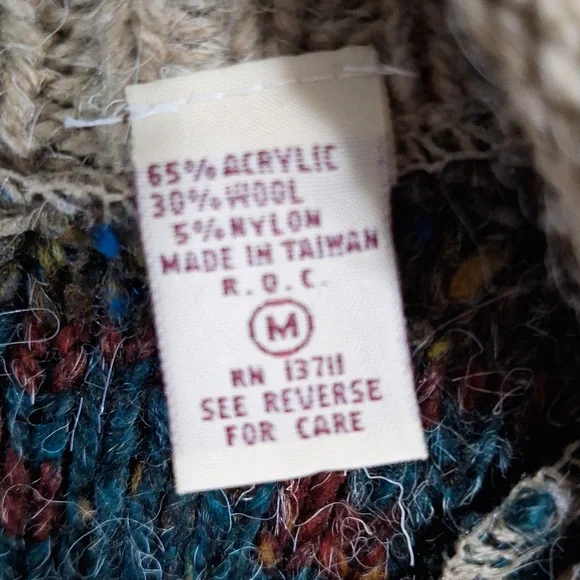 65% ACRYLIC
30% WOOL
5% NYLON
MADE IN TAIWAN
R.O.C.
M
RN 13711
SEE REVERSE
FOR CARE